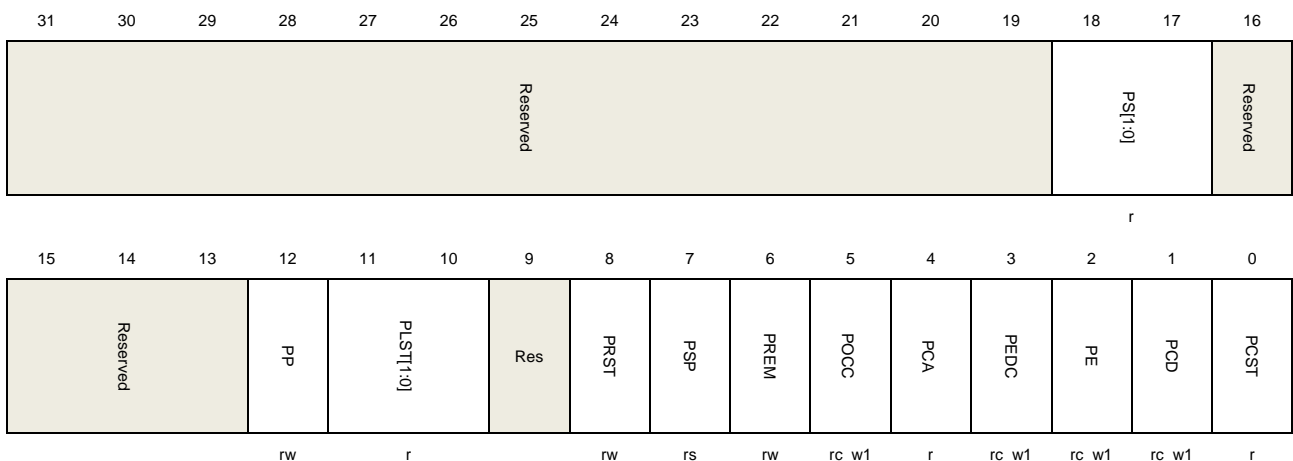 31 30 29 28 27 26 25 24 23 22 21 20 19 18 17 16
Reserved PS[1:0] Reserved
r
15 14 13 12 11 10 9 8 7 6 5 4 3 2 1 0
Reserved PP PLST[1:0] Res PRST PSP PREM POCC PCA PEDC PE PCD PCST
rw r rw rs rw rc_w1 r rc_w1 rc_w1 rc_w1 r